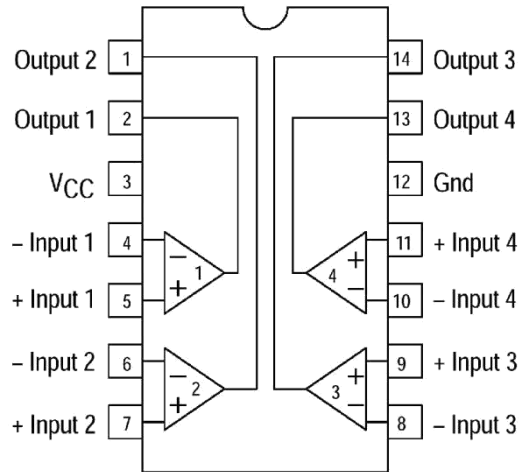 Output 2 1 14 Output 3
Output 1 2 13 Output 4
VCC 3 12 Gnd
– Input 1 4 – 1 + 4 11 + Input 4
+ Input 1 5 + – 10 – Input 4
– Input 2 6 – 2 + 3 9 + Input 3
+ Input 2 7 + – 8 – Input 3